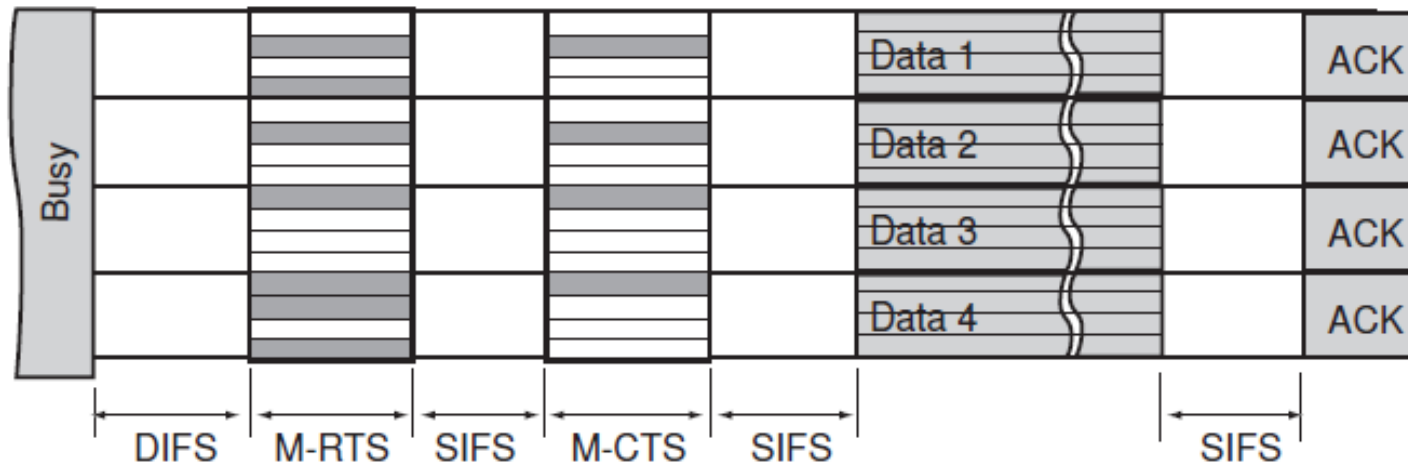 Busy
Data 1 ACK
Data 2 ACK
Data 3 ACK
Data 4 ACK
DIFS M-RTS SIFS M-CTS SIFS SIFS